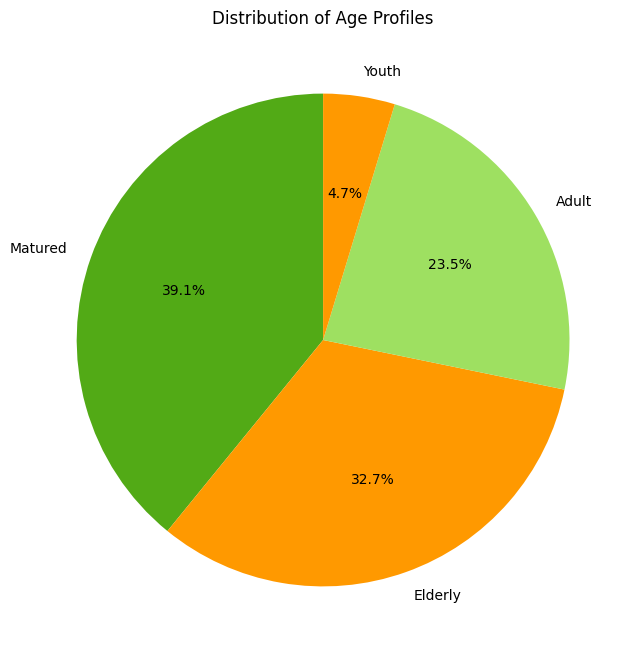 Distribution of Age Profiles
Youth
4.7%
Adult
23.5%
Matured
39.1%
32.7%
Elderly